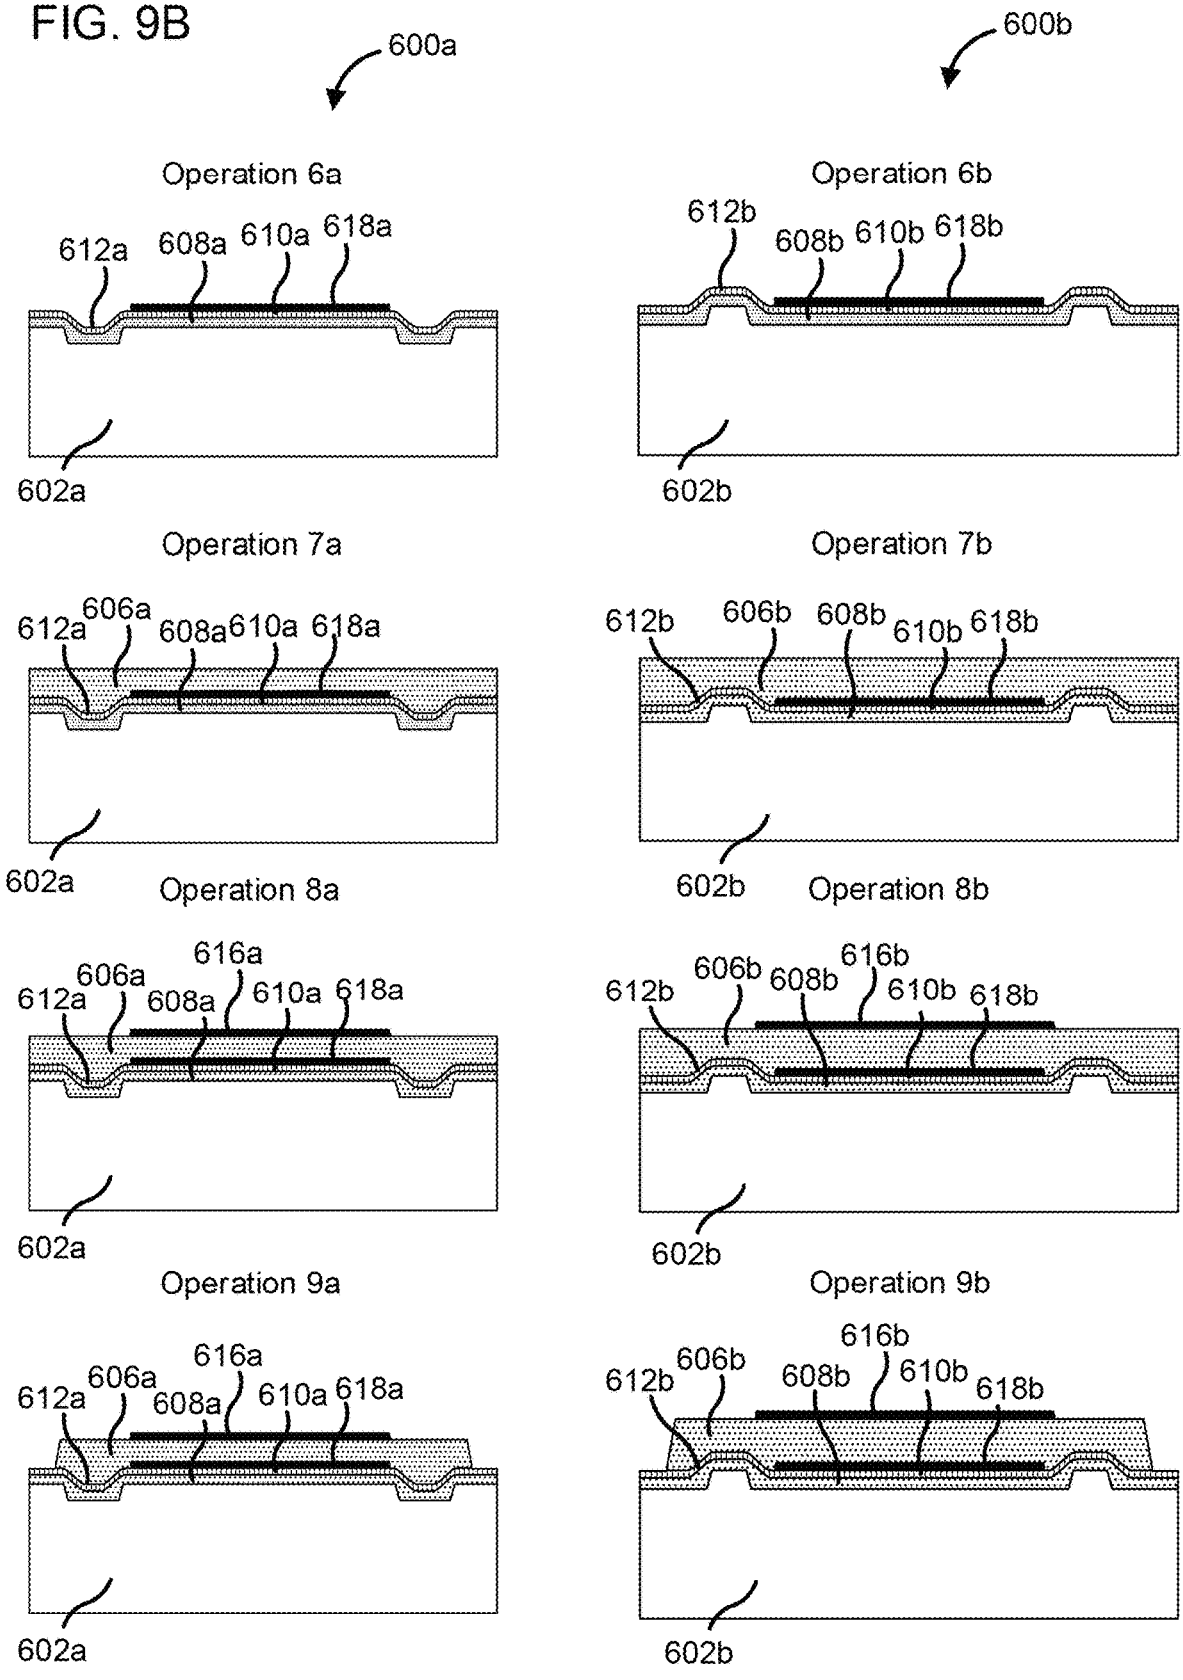 FIG. 9B
600a
600b
Operation 6a
Operation 6b
612a
608a
610a
618a
612b
608b
610b
618b
602a
602b
Operation 7a
Operation 7b
612a
606a
608a
610a
618a
612b
606b
608b
610b
618b
602a
602b
Operation 8a
Operation 8b
612a
606a
608a
616a
610a
618a
612b
606b
608b
616b
610b
618b
602a
602b
Operation 9a
Operation 9b
612a
606a
608a
616a
610a
618a
612b
606b
608b
616b
610b
618b
602a
602b